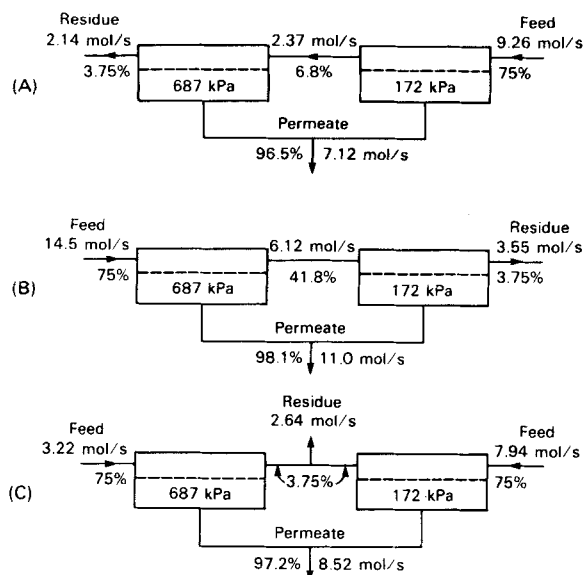 Residue
2.14 mol/s
3.75%
2.37 mol/s
6.8%
Feed
9.26 mol/s
75%
(A)
687 kPa
172 kPa
Permeate
96.5% 7.12 mol/s
Feed
14.5 mol/s
75%
6.12 mol/s
41.8%
Residue
3.55 mol/s
3.75%
(B)
687 kPa
172 kPa
Permeate
98.1% 11.0 mol/s
Residue
2.64 mol/s
Feed
3.22 mol/s
75%
3.75%
Feed
7.94 mol/s
75%
(C)
687 kPa
172 kPa
Permeate
97.2% 8.52 mol/s